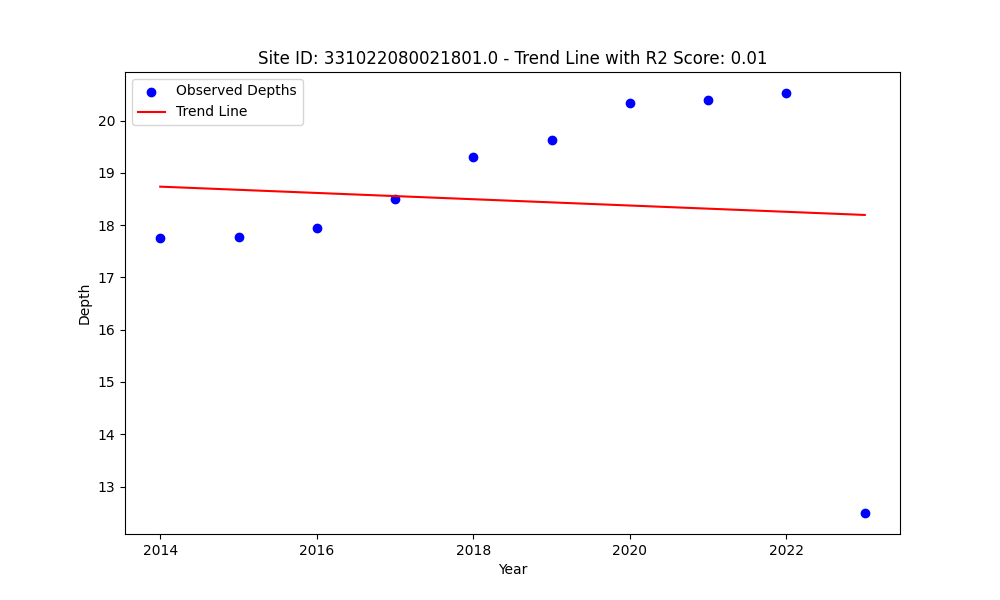 Site ID: 331022080021801.0 - Trend Line with R2 Score: 0.01
Observed Depths
Trend Line
Depth
20
19
18
17
16
15
14
13
2014 2016 2018 2020 2022
Year